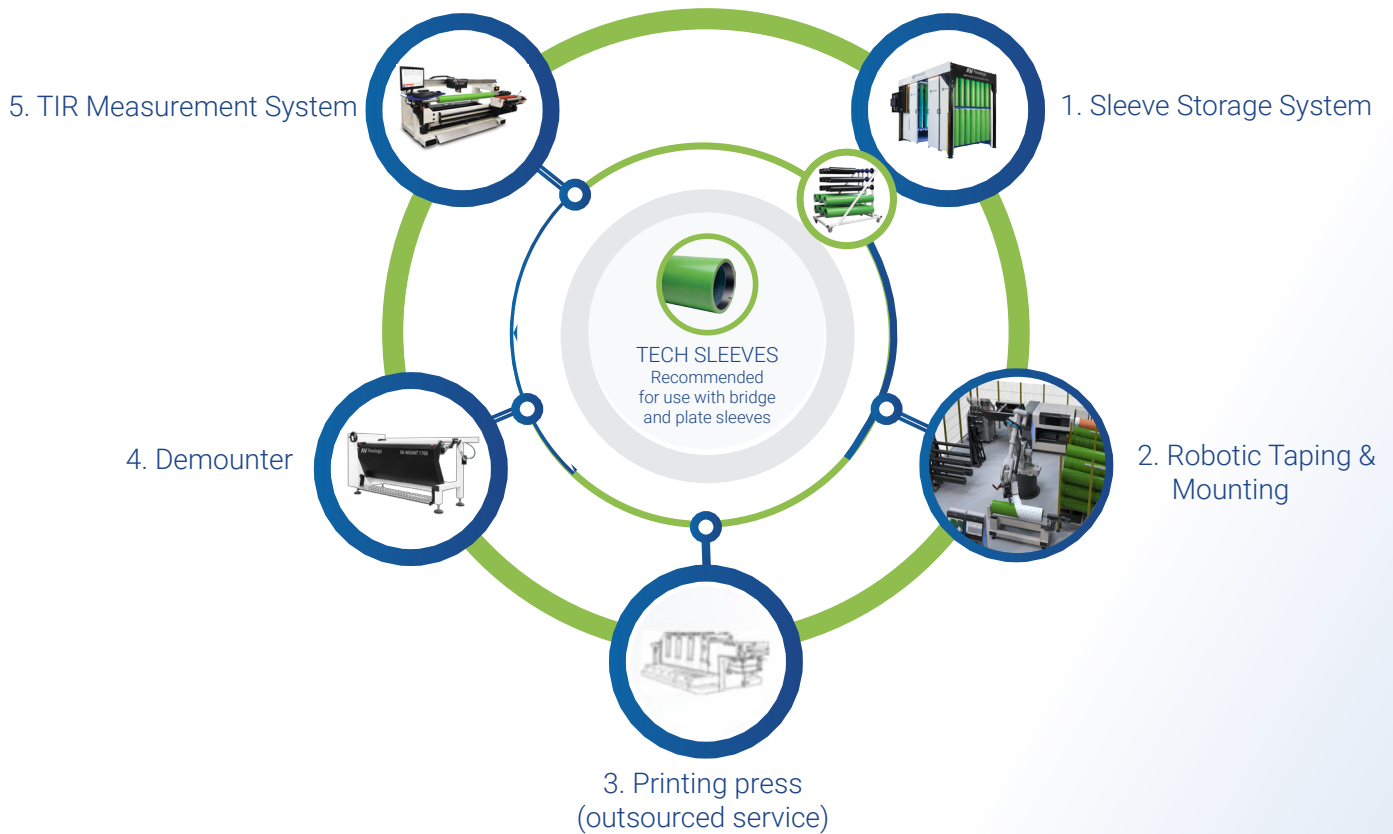 1. Sleeve Storage System
2. Robotic Taping &
Mounting
3. Printing press
(outsourced service)
4. Demounter
5. TIR Measurement System
TECH SLEEVES
Recommended
for use with bridge
and plate sleeves